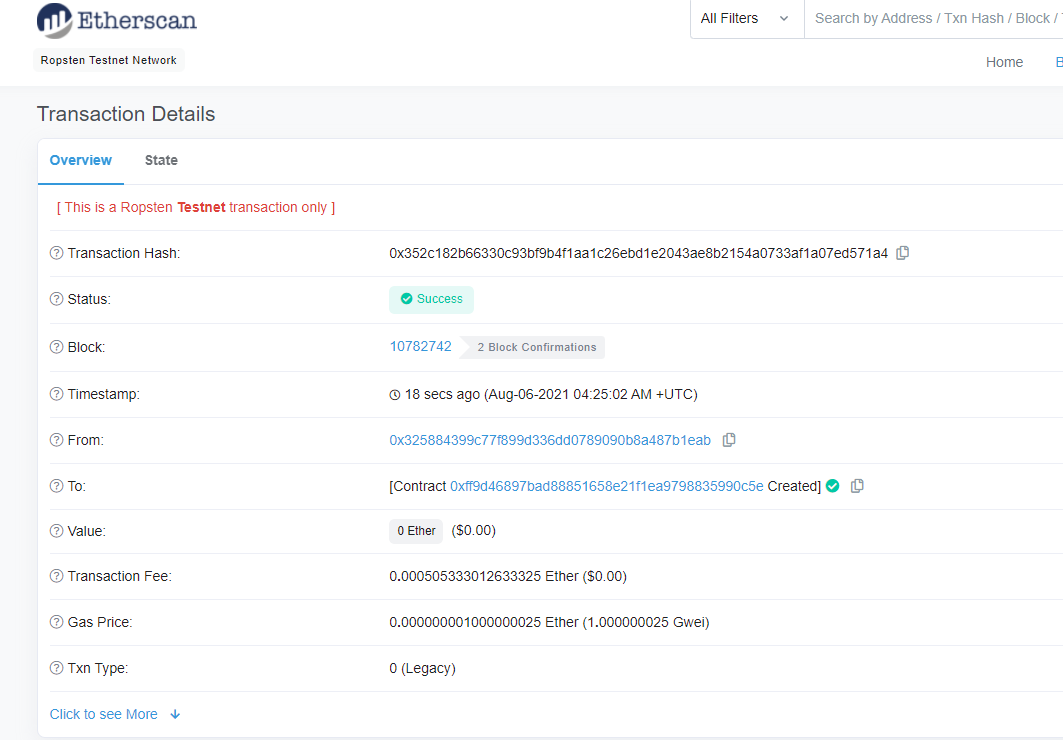 Etherscan
All Filters
Search by Address / Txn Hash / Block /
Ropsten Testnet Network
Home
Transaction Details
Overview State
[ This is a Ropsten Testnet transaction only ]
Transaction Hash: 0x352c182b66330c93bf9b4f1aa1c26ebd1e2043ae8b2154a0733af1a07ed571a4
Status: Success
Block: 10782742 2 Block Confirmations
Timestamp: 18 secs ago (Aug-06-2021 04:25:02 AM +UTC)
From: 0x325884399c77f899d336dd0789090b8a487b1eab
To: [Contract 0xff9d46897bad88851658e21f1ea9798835990c5e Created]
Value: 0 Ether ($0.00)
Transaction Fee: 0.000505333012633325 Ether ($0.00)
Gas Price: 0.000000001000000025 Ether (1.000000025 Gwei)
Txn Type: 0 (Legacy)
Click to see More